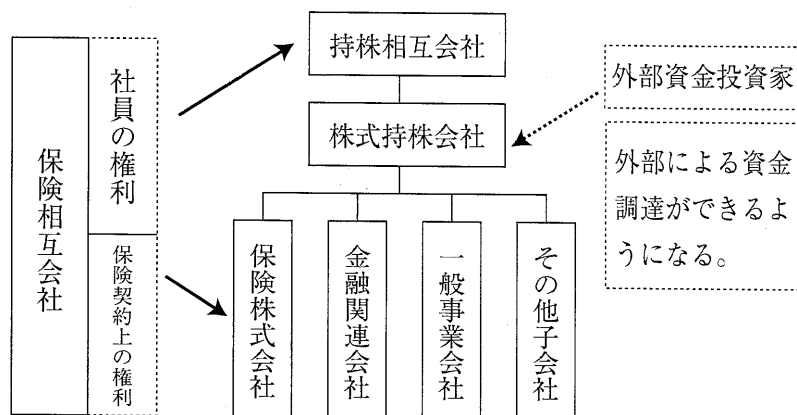 保険相互会社
社員の権利
保険契約上の権利
持株相互会社
株式持株会社
保険株式会社
金融関連会社
一般事業会社
その他子会社
外部資金投資家
外部による資金
調達ができるよ
うになる。